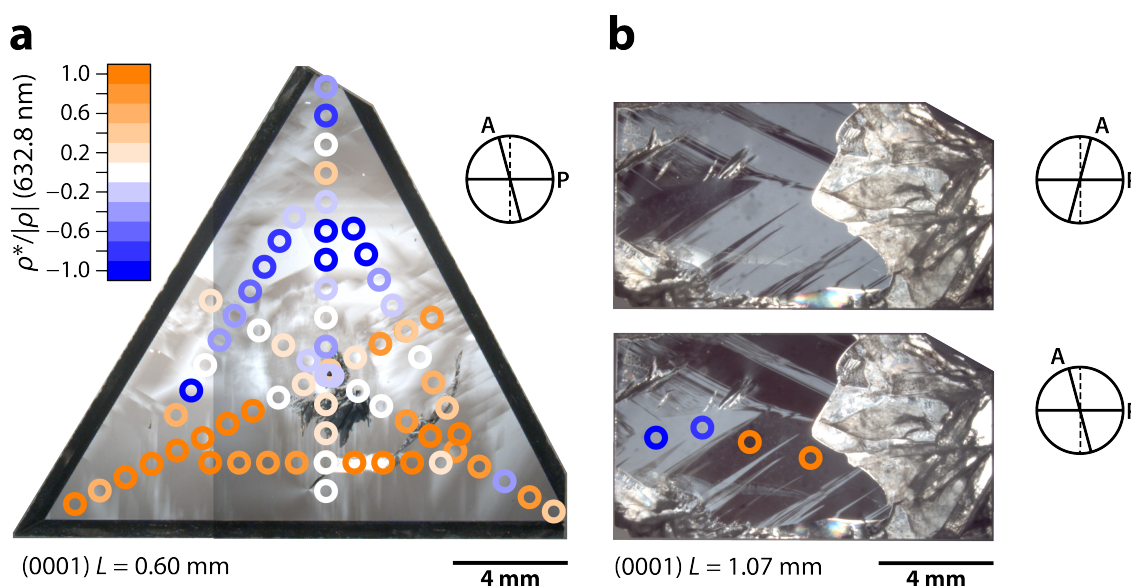 a
b
ρ*/|ρ| (632.8 nm)
1.0
0.6
0.2
−0.2
−0.6
−1.0
A
P
A
P
A
P
(0001) L = 0.60 mm
4 mm
(0001) L = 1.07 mm
4 mm